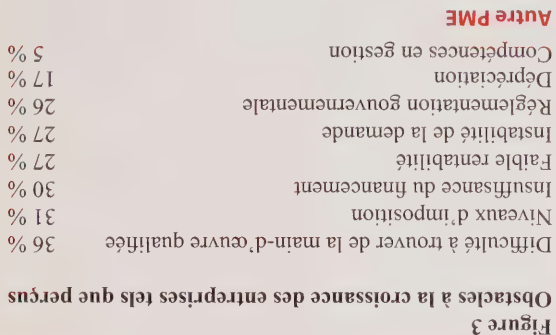 Figure 3
Obstacles à la croissance des entreprises tels que perçus
Difficulté à trouver de la main-d'œuvre qualifiée 36 %
Niveaux d'imposition 31 %
Insuffisance du financement 30 %
Faible rentabilité 27 %
Instabilité de la demande 27 %
Réglementation gouvernementale 26 %
Dépréciation 17 %
Compétences en gestion 5 %
Autre PME